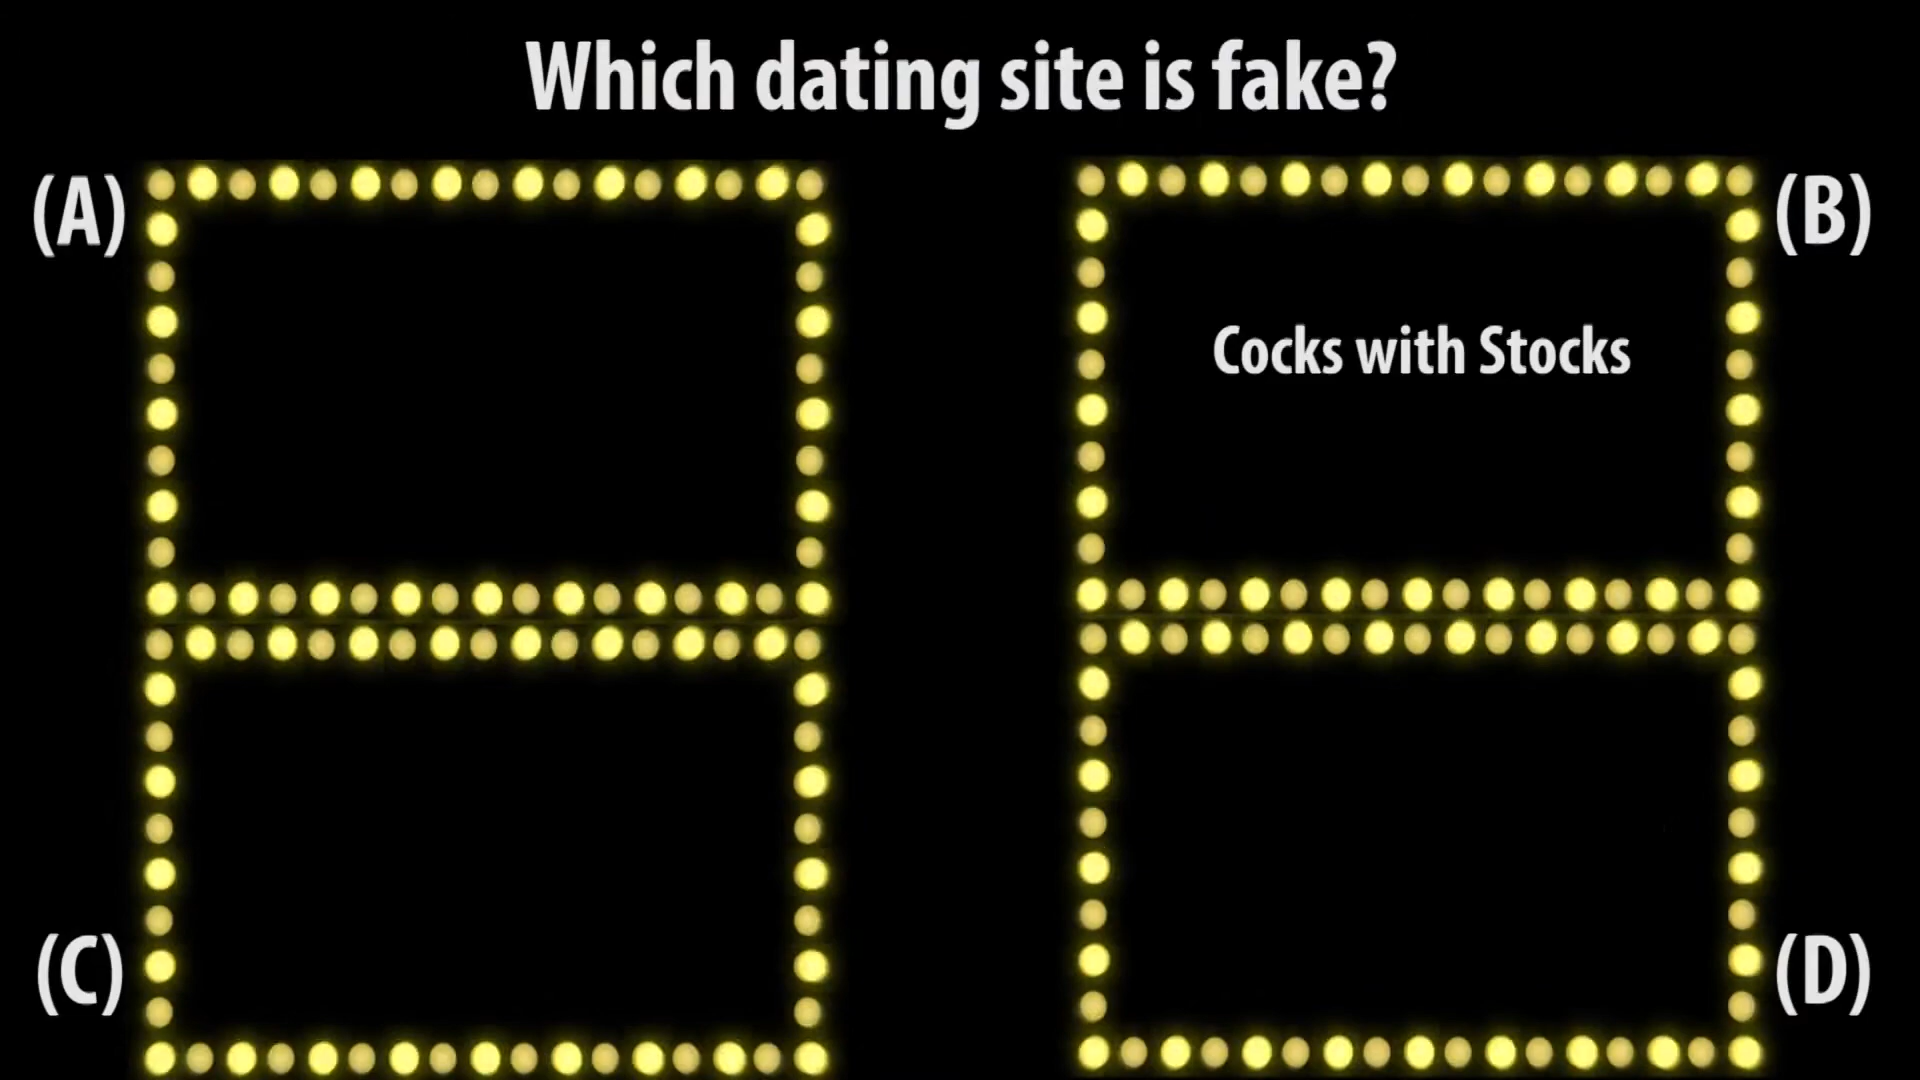 Which dating site is fake?
(A)
(B)
Cocks with Stocks
(C)
(D)